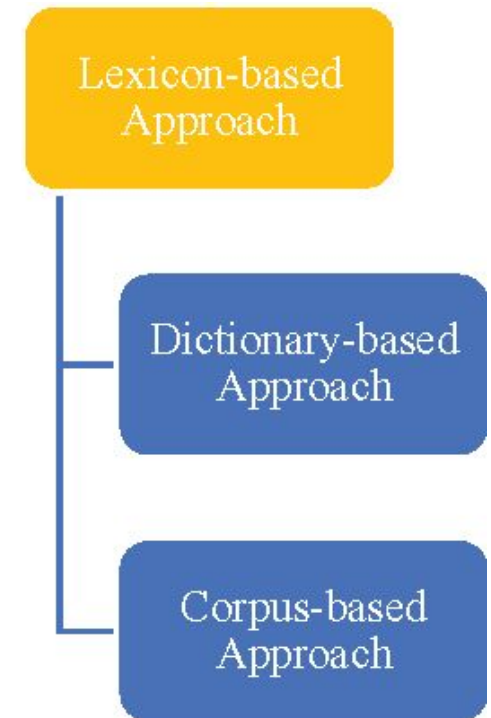 Lexicon-based
Approach
Dictionary-based
Approach
Corpus-based
Approach